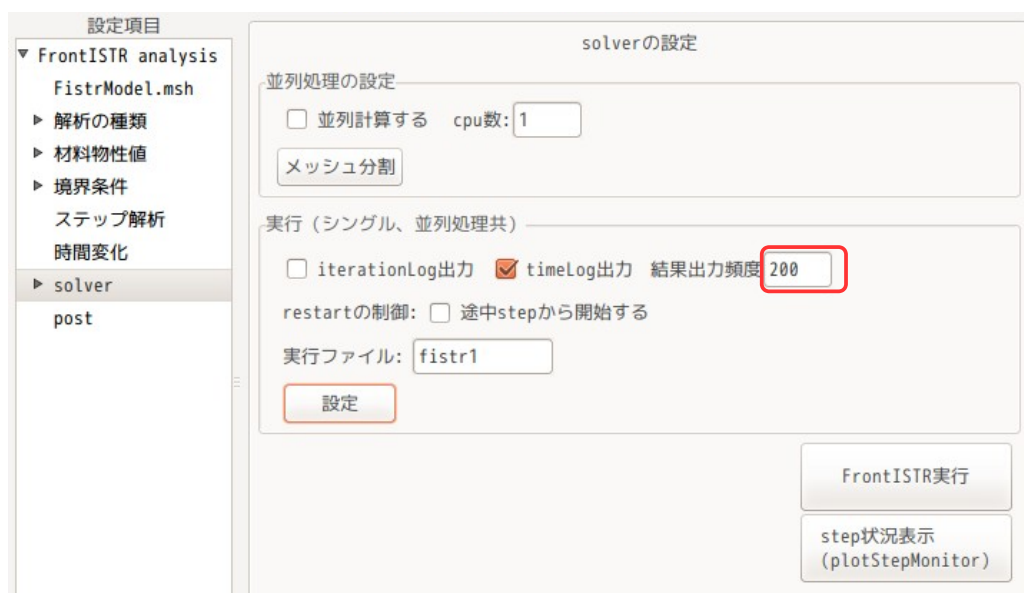 設定項目
FrontISTR analysis
FistrModel.msh
解析の種類
材料物性値
境界条件
ステップ解析
時間変化
solver
post
solverの設定
並列処理の設定
並列計算する cpu数: 1
メッシュ分割
実行（シングル、並列処理共）
iterationLog出力 timeLog出力 結果出力頻度 200
restartの制御: 途中stepから開始する
実行ファイル: fistr1
設定
FrontISTR実行
step状況表示
(plotStepMonitor)